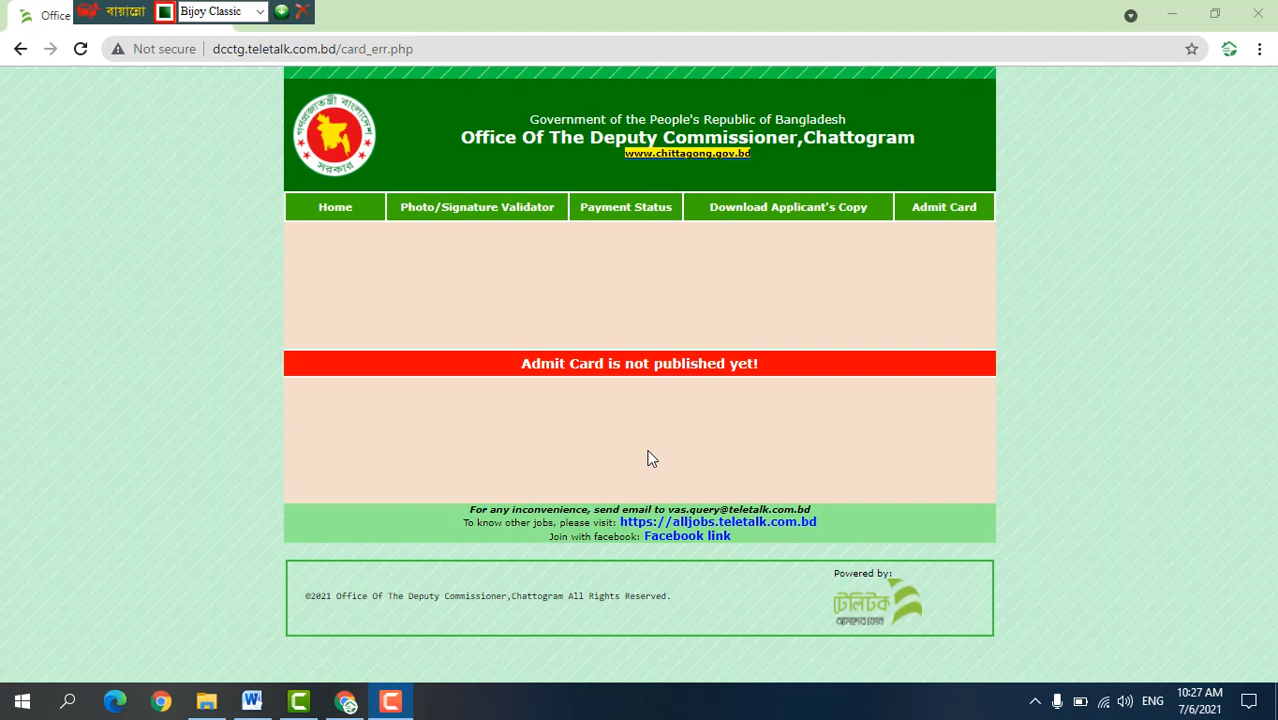 Office
বায়ান্নো
Bijoy Classic
Not secure
dcctg.teletalk.com.bd/card_err.php
গণপ্রজাতন্ত্রী বাংলাদেশ
সরকার
Government of the People's Republic of Bangladesh
Office Of The Deputy Commissioner,Chattogram
www.chittagong.gov.bd
Home
Photo/Signature Validator
Payment Status
Download Applicant's Copy
Admit Card
Admit Card is not published yet!
For any inconvenience, send email to vas.query@teletalk.com.bd
To know other jobs, please visit: https://alljobs.teletalk.com.bd
Join with facebook: Facebook link
Powered by:
©2021 Office Of The Deputy Commissioner,Chattogram All Rights Reserved.
টেলিটক
ENG
10:27 AM
7/6/2021